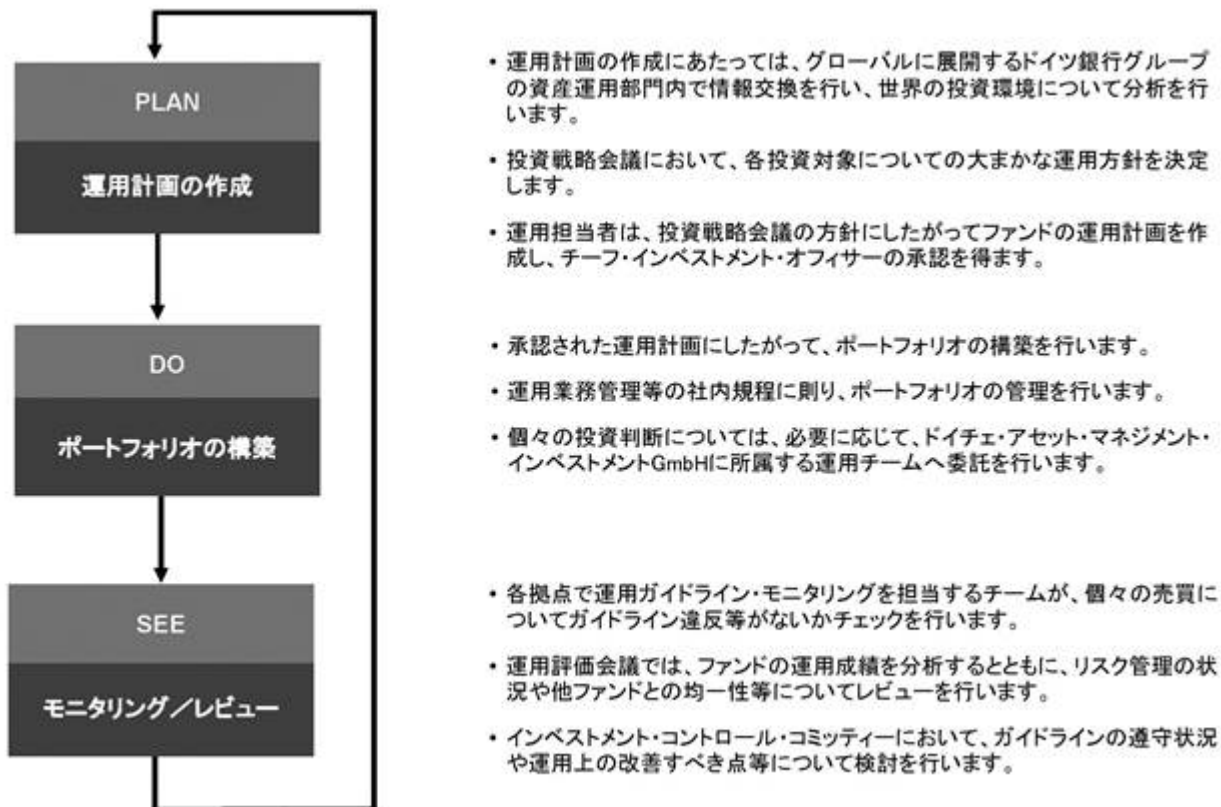 PLAN
運用計画の作成
・運用計画の作成にあたっては、グローバルに展開するドイツ銀行グループ
の資産運用部門内で情報交換を行い、世界の投資環境について分析を行
います。
・投資戦略会議において、各投資対象についての大まかな運用方針を決定
します。
・運用担当者は、投資戦略会議の方針にしたがってファンドの運用計画を作
成し、チーフ・インベストメント・オフィサーの承認を得ます。
DO
ポートフォリオの構築
・承認された運用計画にしたがって、ポートフォリオの構築を行います。
・運用業務管理等の社内規程に則り、ポートフォリオの管理を行います。
・個々の投資判断については、必要に応じて、ドイチェ・アセット・マネジメント・
インベストメントGmbHに所属する運用チームへ委託を行います。
SEE
モニタリング／レビュー
・各拠点で運用ガイドライン・モニタリングを担当するチームが、個々の売買に
ついてガイドライン違反等がないかチェックを行います。
・運用評価会議では、ファンドの運用成績を分析するとともに、リスク管理の状
況や他ファンドとの均一性等についてレビューを行います。
・インベストメント・コントロール・コミッティーにおいて、ガイドラインの遵守状況
や運用上の改善すべき点等について検討を行います。